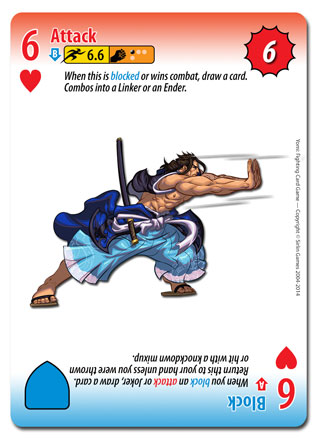 6 Attack
B 6.6
6
When this is blocked or wins combat, draw a card.
Combos into a Linker or an Ender.
Yomi: Fighting Card Game — Copyright © Sirlin Games 2004-2014
6 Block
A
When you block an attack or Joker, draw a card.
Return this to your hand unless you were thrown
or hit with a knockdown mixup.